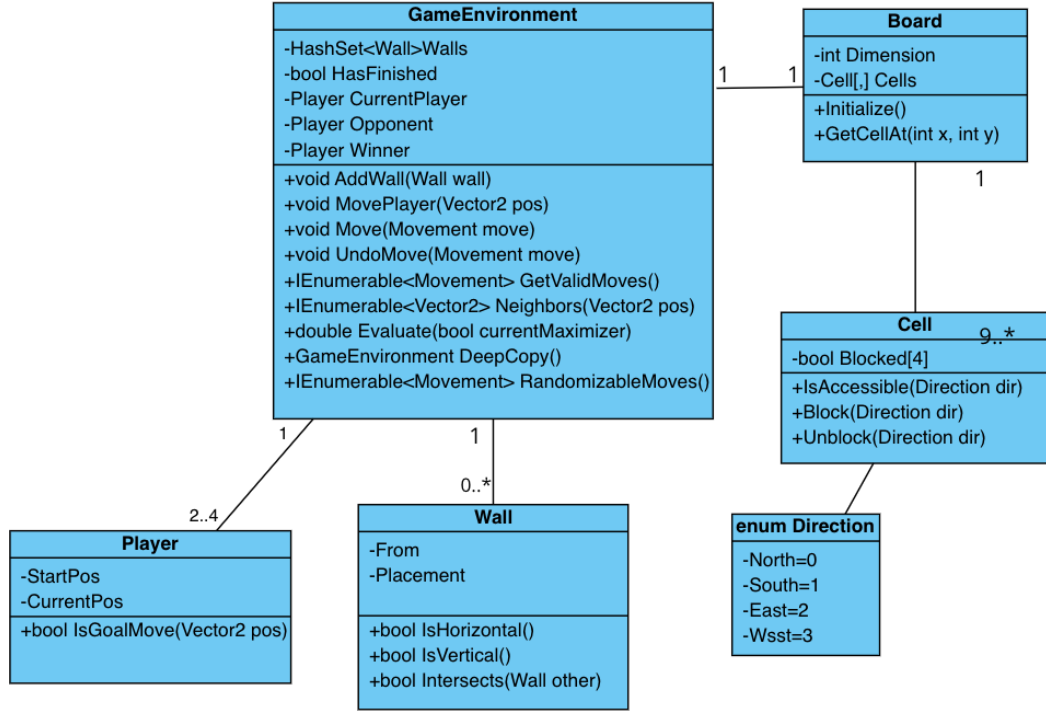 GameEnvironment
-HashSet<Wall>Walls
-bool HasFinished
-Player CurrentPlayer
-Player Opponent
-Player Winner
+void AddWall(Wall wall)
+void MovePlayer(Vector2 pos)
+void Move(Movement move)
+void UndoMove(Movement move)
+IEnumerable<Movement> GetValidMoves()
+IEnumerable<Vector2> Neighbors(Vector2 pos)
+double Evaluate(bool currentMaximizer)
+GameEnvironment DeepCopy()
+IEnumerable<Movement> RandomizableMoves()
1
1
Board
-int Dimension
-Cell[,] Cells
+Initialize()
+GetCellAt(int x, int y)
1
9..*
Cell
-bool Blocked[4]
+IsAccessible(Direction dir)
+Block(Direction dir)
+Unblock(Direction dir)
1
2..4
1
0..*
Player
-StartPos
-CurrentPos
+bool IsGoalMove(Vector2 pos)
Wall
-From
-Placement
+bool IsHorizontal()
+bool IsVertical()
+bool Intersects(Wall other)
enum Direction
-North=0
-South=1
-East=2
-Wsst=3